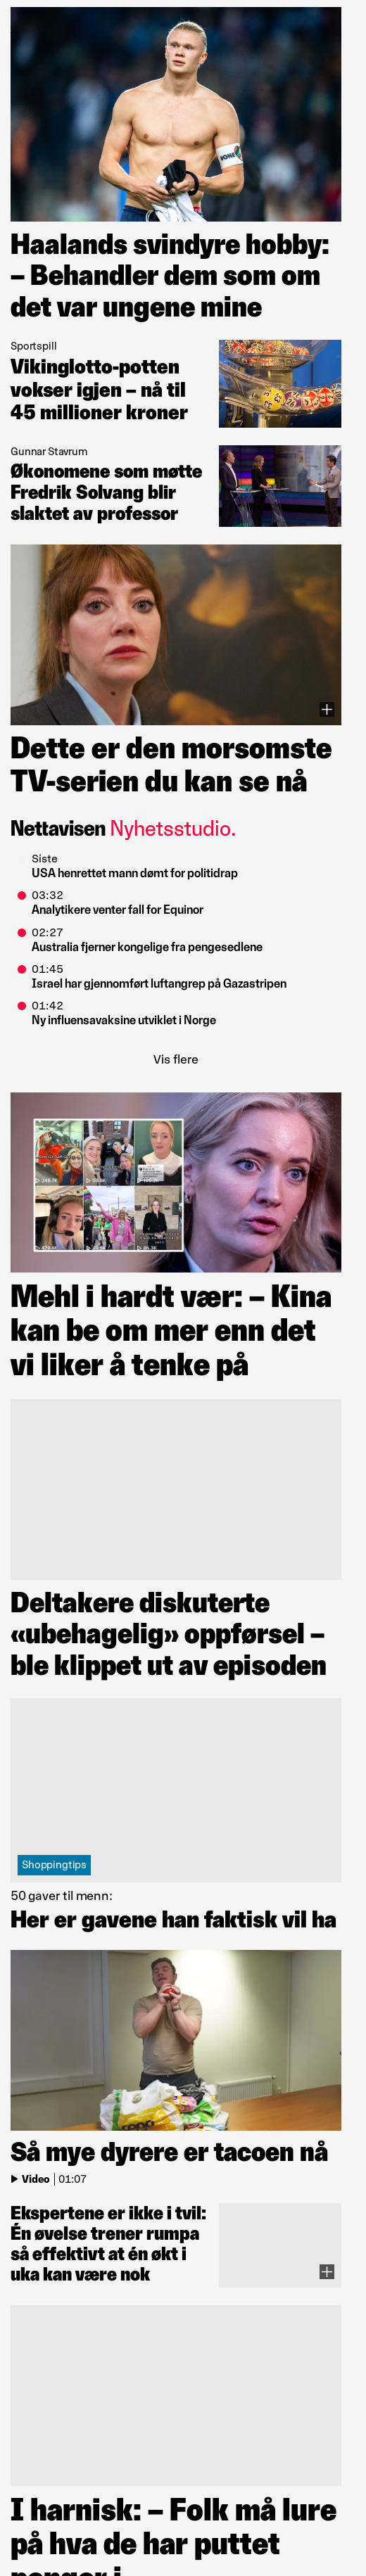 Haalands svindyre hobby:
– Behandler dem som om
det var ungene mine
Sportspill
Vikinglotto-potten
vokser igjen – nå til
45 millioner kroner
Gunnar Stavrum
Økonomene som møtte
Fredrik Solvang blir
slaktet av professor
Dette er den morsomste
TV-serien du kan se nå
Nettavisen Nyhetsstudio.
Siste
USA henrettet mann dømt for politidrap
03:32
Analytikere venter fall for Equinor
02:27
Australia fjerner kongelige fra pengesedlene
01:45
Israel har gjennomført luftangrep på Gazastripen
01:42
Ny influensavaksine utviklet i Norge
Vis flere
Mehl i hardt vær: – Kina
kan be om mer enn det
vi liker å tenke på
Deltakere diskuterte
«ubehagelig» oppførsel –
ble klippet ut av episoden
Shoppingtips
50 gaver til menn:
Her er gavene han faktisk vil ha
Så mye dyrere er tacoen nå
Video | 01:07
Ekspertene er ikke i tvil:
Én øvelse trener rumpa
så effektivt at én økt i
uka kan være nok
I harnisk: – Folk må lure
på hva de har puttet